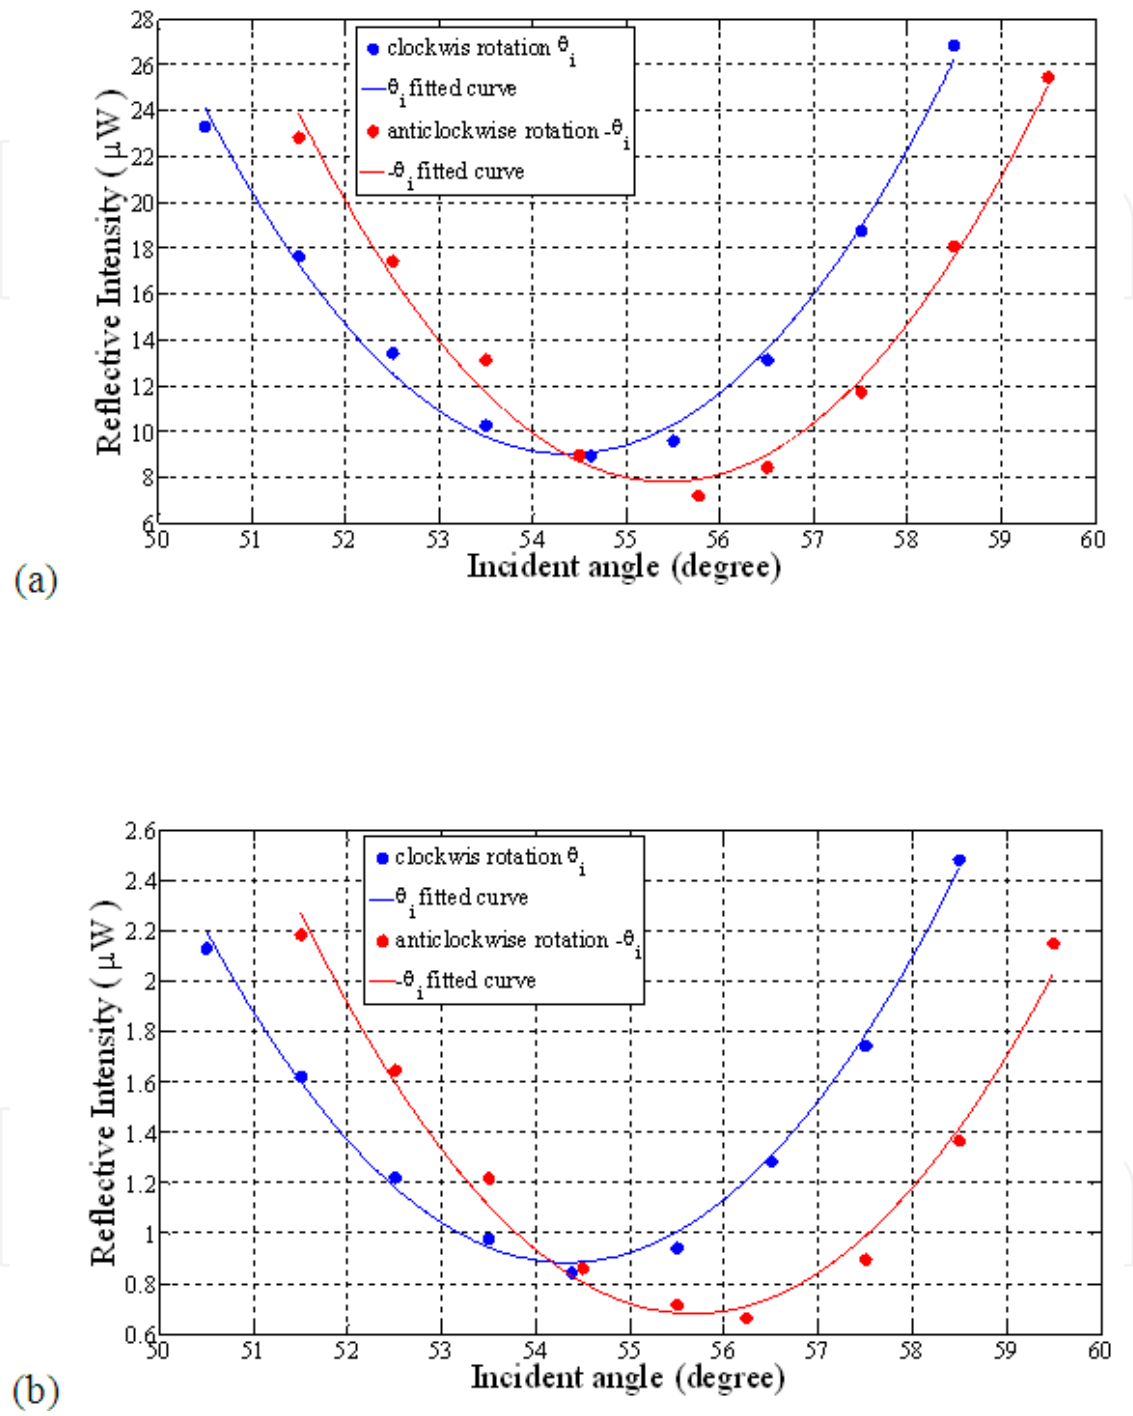 28
26
24
22
20
18
16
14
12
10
8
6
Reflective Intensity ( μW )
clockwis rotation θi
θi fitted curve
anticlockwise rotation -θi
-θi fitted curve
50 51 52 53 54 55 56 57 58 59 60
Incident angle (degree)
(a)
2.6
2.4
2.2
2
1.8
1.6
1.4
1.2
1
0.8
0.6
Reflective Intensity ( μW )
clockwis rotation θi
θi fitted curve
anticlockwise rotation -θi
-θi fitted curve
50 51 52 53 54 55 56 57 58 59 60
Incident angle (degree)
(b)